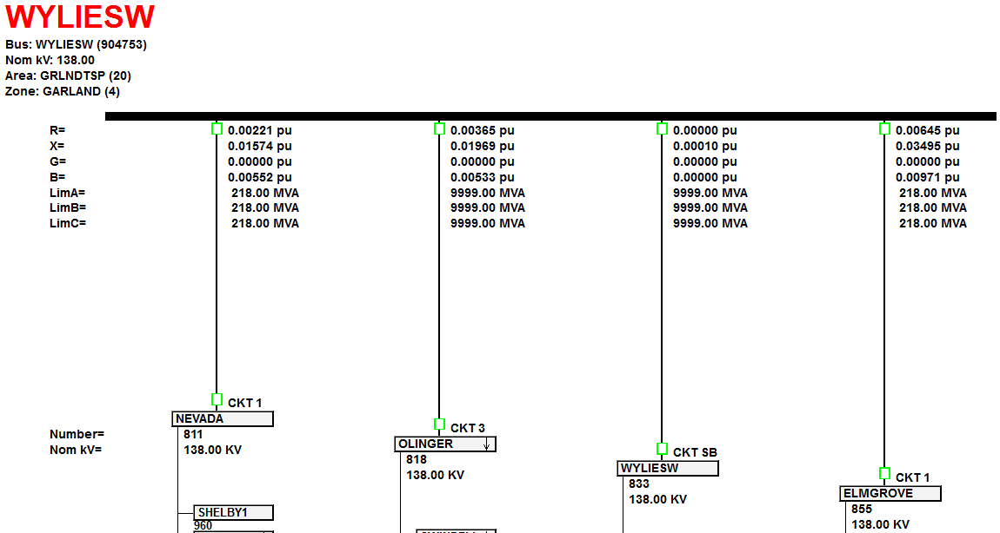 WYLIESW
Bus: WYLIESW (904753)
Nom kV: 138.00
Area: GRLNDTSP (20)
Zone: GARLAND (4)
R= 0.00221 pu 0.00365 pu 0.00000 pu 0.00645 pu
X= 0.01574 pu 0.01969 pu 0.00010 pu 0.03495 pu
G= 0.00000 pu 0.00000 pu 0.00000 pu 0.00000 pu
B= 0.00552 pu 0.00533 pu 0.00000 pu 0.00971 pu
LimA= 218.00 MVA 9999.00 MVA 9999.00 MVA 218.00 MVA
LimB= 218.00 MVA 9999.00 MVA 9999.00 MVA 218.00 MVA
LimC= 218.00 MVA 9999.00 MVA 9999.00 MVA 218.00 MVA
CKT 1
NEVADA
Number= 811
Nom kV= 138.00 KV
SHELBY1
960
CKT 3
OLINGER
818
138.00 KV
CKT SB
WYLIESW
833
138.00 KV
CKT 1
ELMGROVE
855
138.00 KV